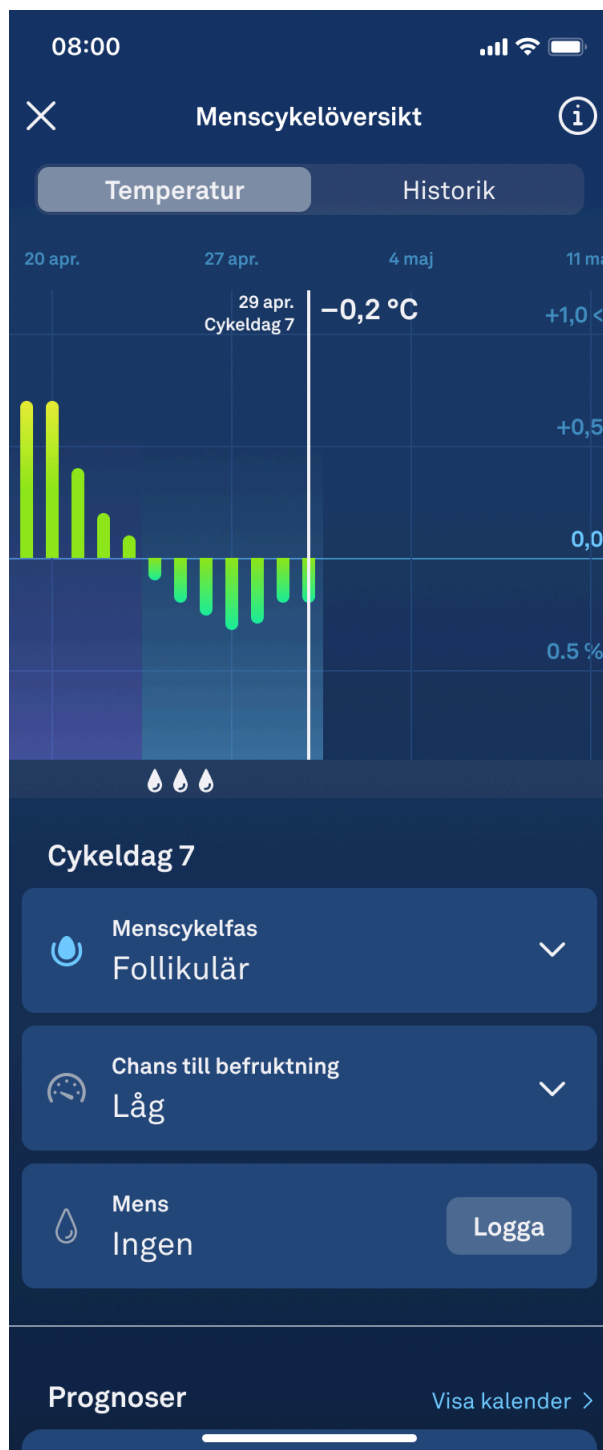 08:00
Menscykelöversikt
Temperatur
Historik
20 apr.
27 apr.
4 maj
11 ma
29 apr.
Cykeldag 7
−0,2 °C
+1,0 <
+0,5
0,0
0.5 %
Cykeldag 7
Menscykelfas
Follikulär
Chans till befruktning
Låg
Mens
Ingen
Logga
Prognoser
Visa kalender >